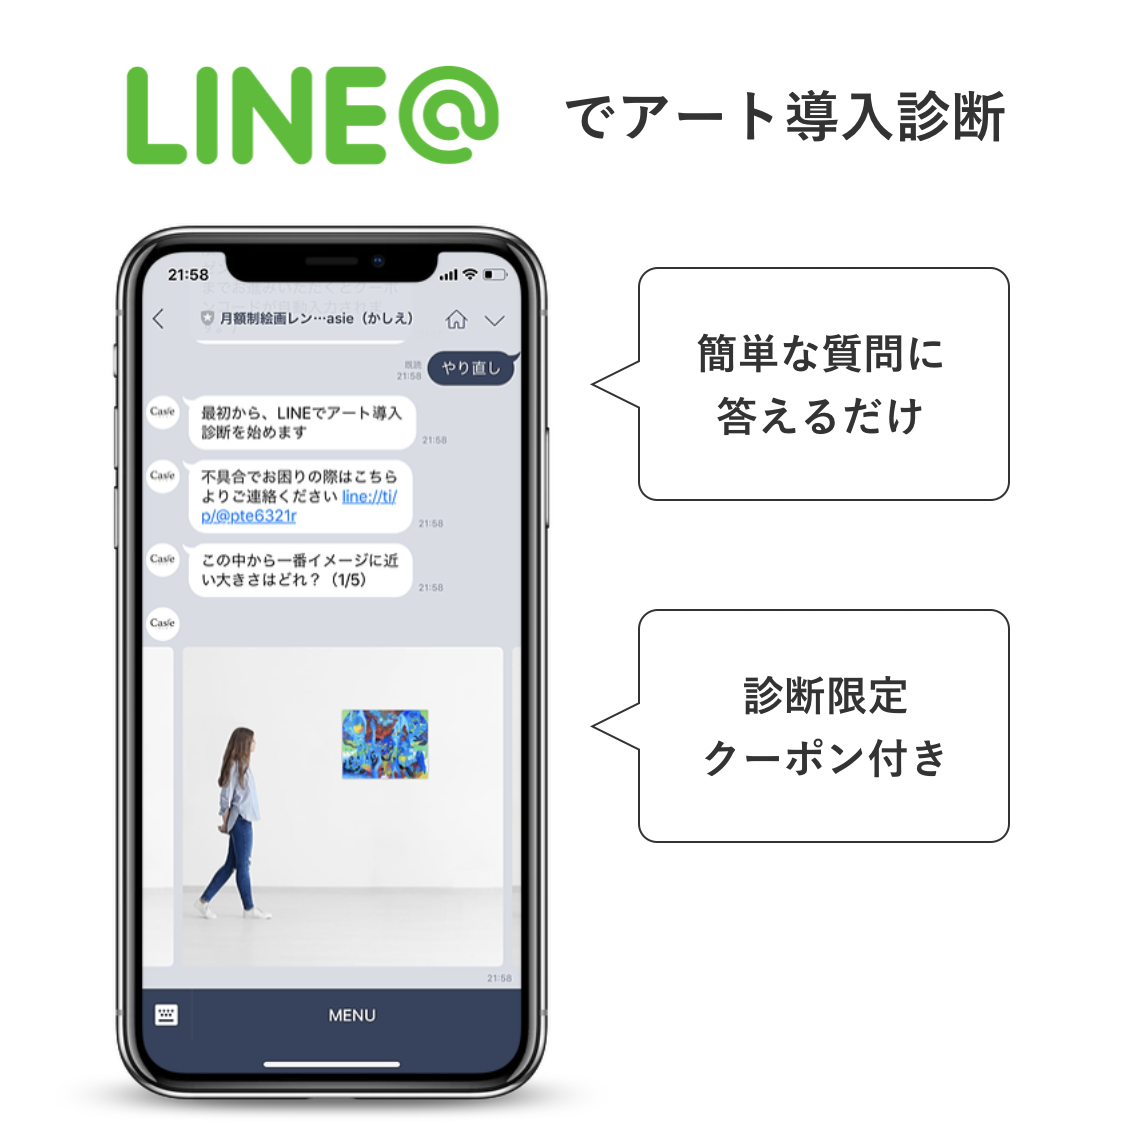 LINE@ でアート導入診断
21:58
月額制絵画レン…asie（かしえ）
既読
21:58
やり直し
Casie
最初から、LINEでアート導入
診断を始めます
21:58
Casie
不具合でお困りの際はこちら
よりご連絡ください line://ti/
p/@pte6321r
21:58
Casie
この中から一番イメージに近
い大きさはどれ？（1/5）
21:58
Casie
21:58
MENU
簡単な質問に
答えるだけ
診断限定
クーポン付き